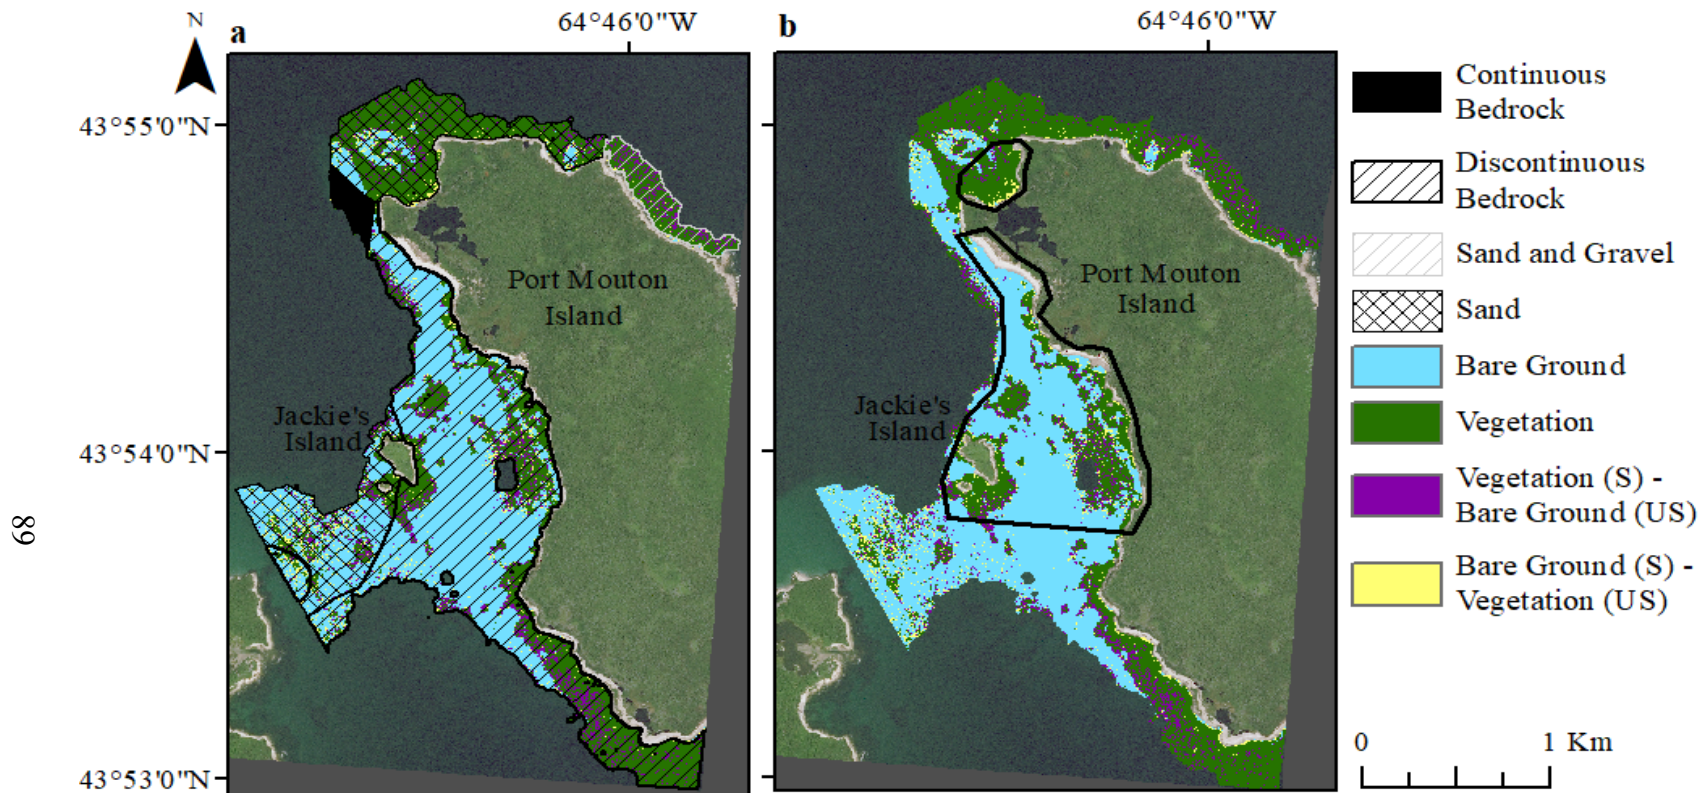 N
a
64°46'0"W
b
64°46'0"W
43°55'0"N
43°54'0"N
43°53'0"N
Port Mouton
Island
Jackie's
Island
Port Mouton
Island
Jackie's
Island
Continuous
Bedrock
Discontinuous
Bedrock
Sand and Gravel
Sand
Bare Ground
Vegetation
Vegetation (S) -
Bare Ground (US)
Bare Ground (S) -
Vegetation (US)
0 1 Km
89